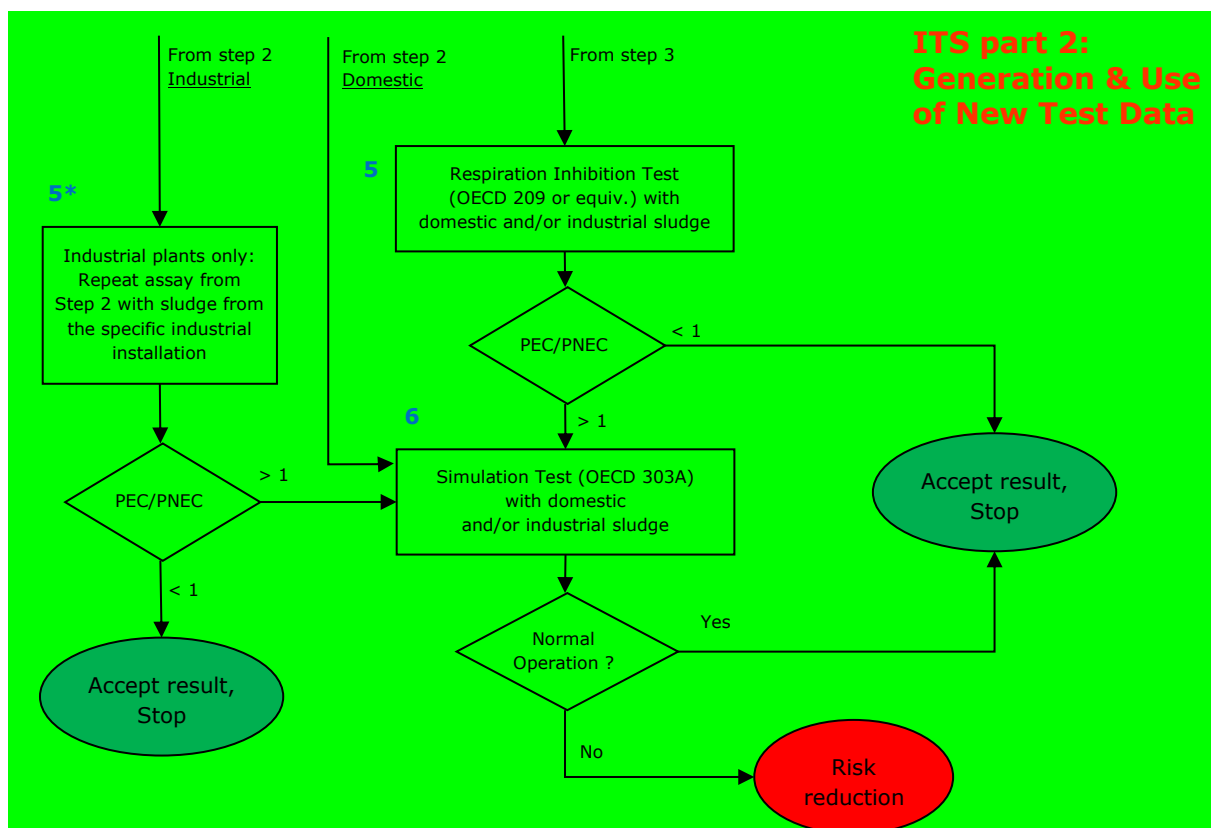 ITS part 2:
Generation & Use
of New Test Data
From step 2
Industrial
From step 2
Domestic
From step 3
5*
Industrial plants only:
Repeat assay from
Step 2 with sludge from
the specific industrial
installation
5
Respiration Inhibition Test
(OECD 209 or equiv.) with
domestic and/or industrial sludge
PEC/PNEC
< 1
> 1
6
PEC/PNEC
> 1
< 1
Simulation Test (OECD 303A)
with domestic
and/or industrial sludge
Accept result,
Stop
Normal
Operation ?
Yes
No
Accept result,
Stop
Risk
reduction